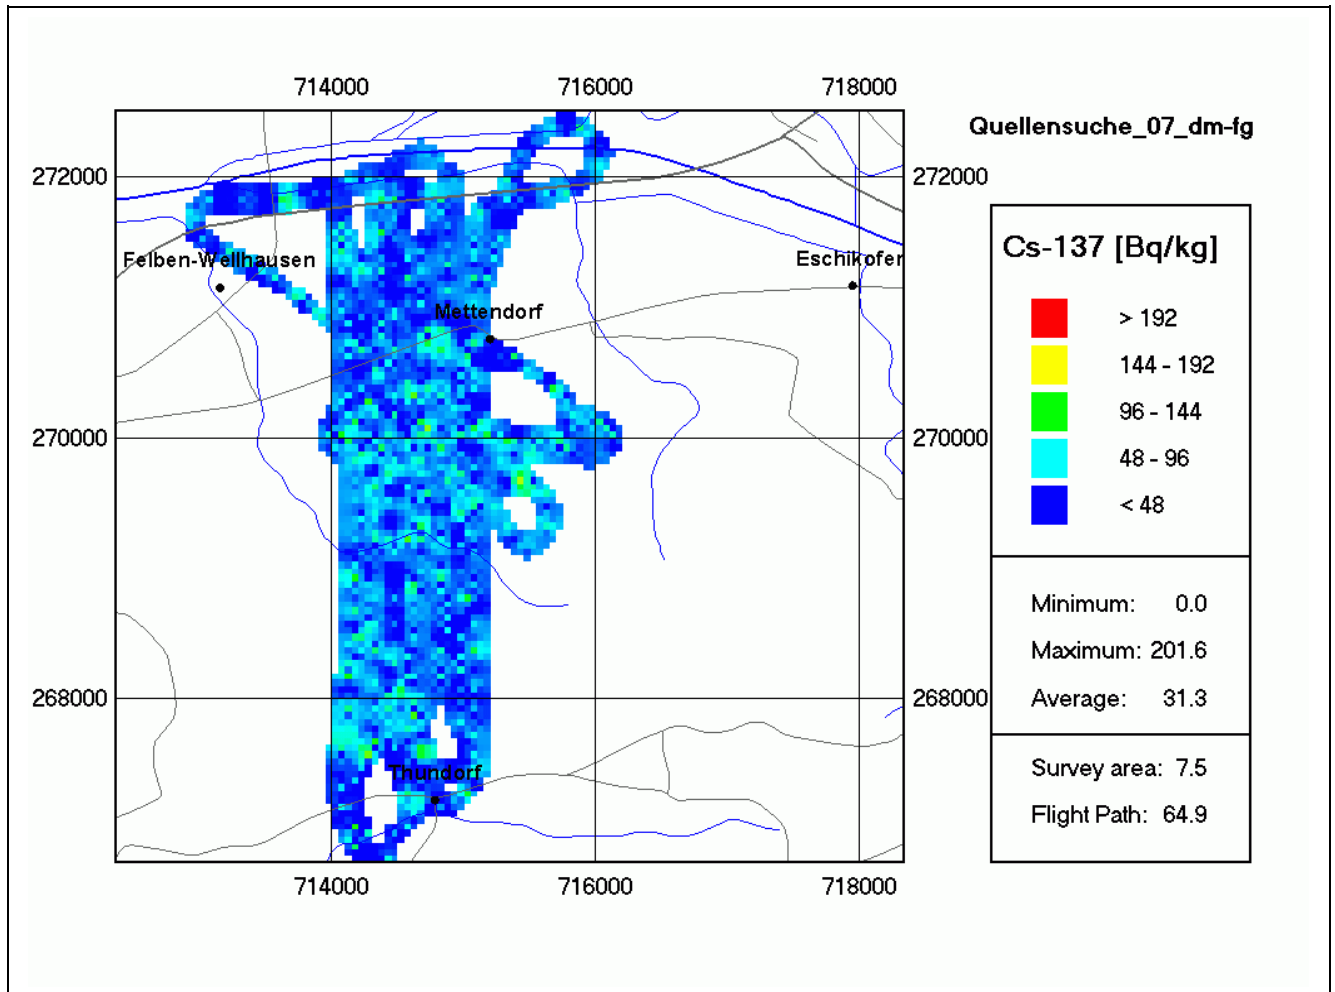 714000 716000 718000
Quellensuche_07_dm-fg
272000 272000
Cs-137 [Bq/kg]
Felben-Wellhausen
Eschikofer
Mettendorf
> 192
144 - 192
96 - 144
270000 270000
48 - 96
< 48
Minimum: 0.0
Maximum: 201.6
268000 268000
Average: 31.3
Thundorf
Survey area: 7.5
Flight Path: 64.9
714000 716000 718000